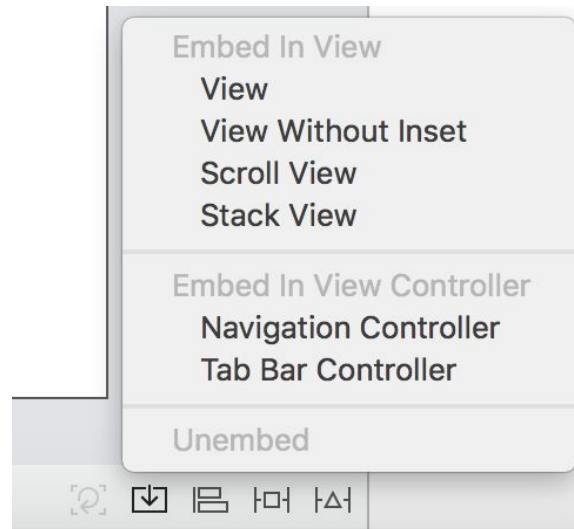 Embed In View
View
View Without Inset
Scroll View
Stack View
Embed In View Controller
Navigation Controller
Tab Bar Controller
Unembed